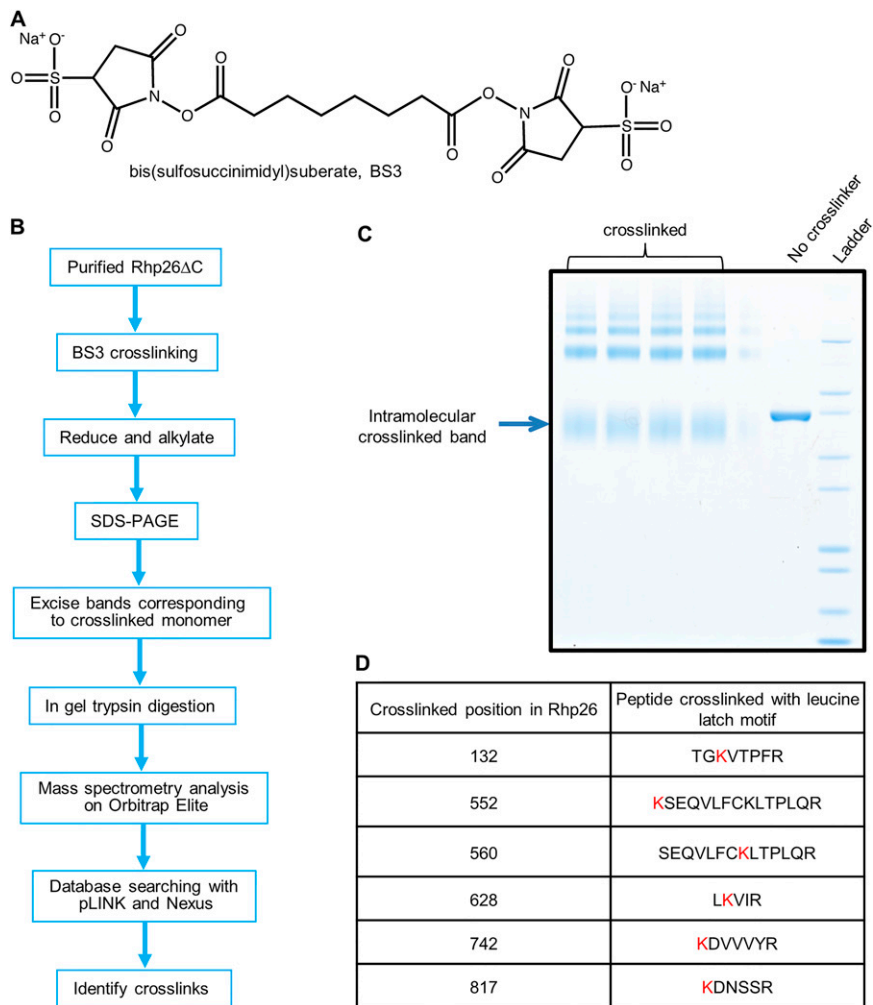 A
Na⁺ O⁻
O
S
O
O
O
N
O
O
O
O
O
N
O
O
O⁻ Na⁺
S
O
O
bis(sulfosuccinimidyl)suberate, BS3
B
Purified Rhp26ΔC
BS3 crosslinking
Reduce and alkylate
SDS-PAGE
Excise bands corresponding
to crosslinked monomer
In gel trypsin digestion
Mass spectrometry analysis
on Orbitrap Elite
Database searching with
pLINK and Nexus
Identify crosslinks
C
crosslinked
No crosslinker
Ladder
Intramolecular
crosslinked band
D
Crosslinked position in Rhp26
Peptide crosslinked with leucine
latch motif
132
TGKVTPFR
552
KSEQVLFCKLTPLQR
560
SEQVLFCKLTPLQR
628
LKVIR
742
KDVVVYR
817
KDNSSR